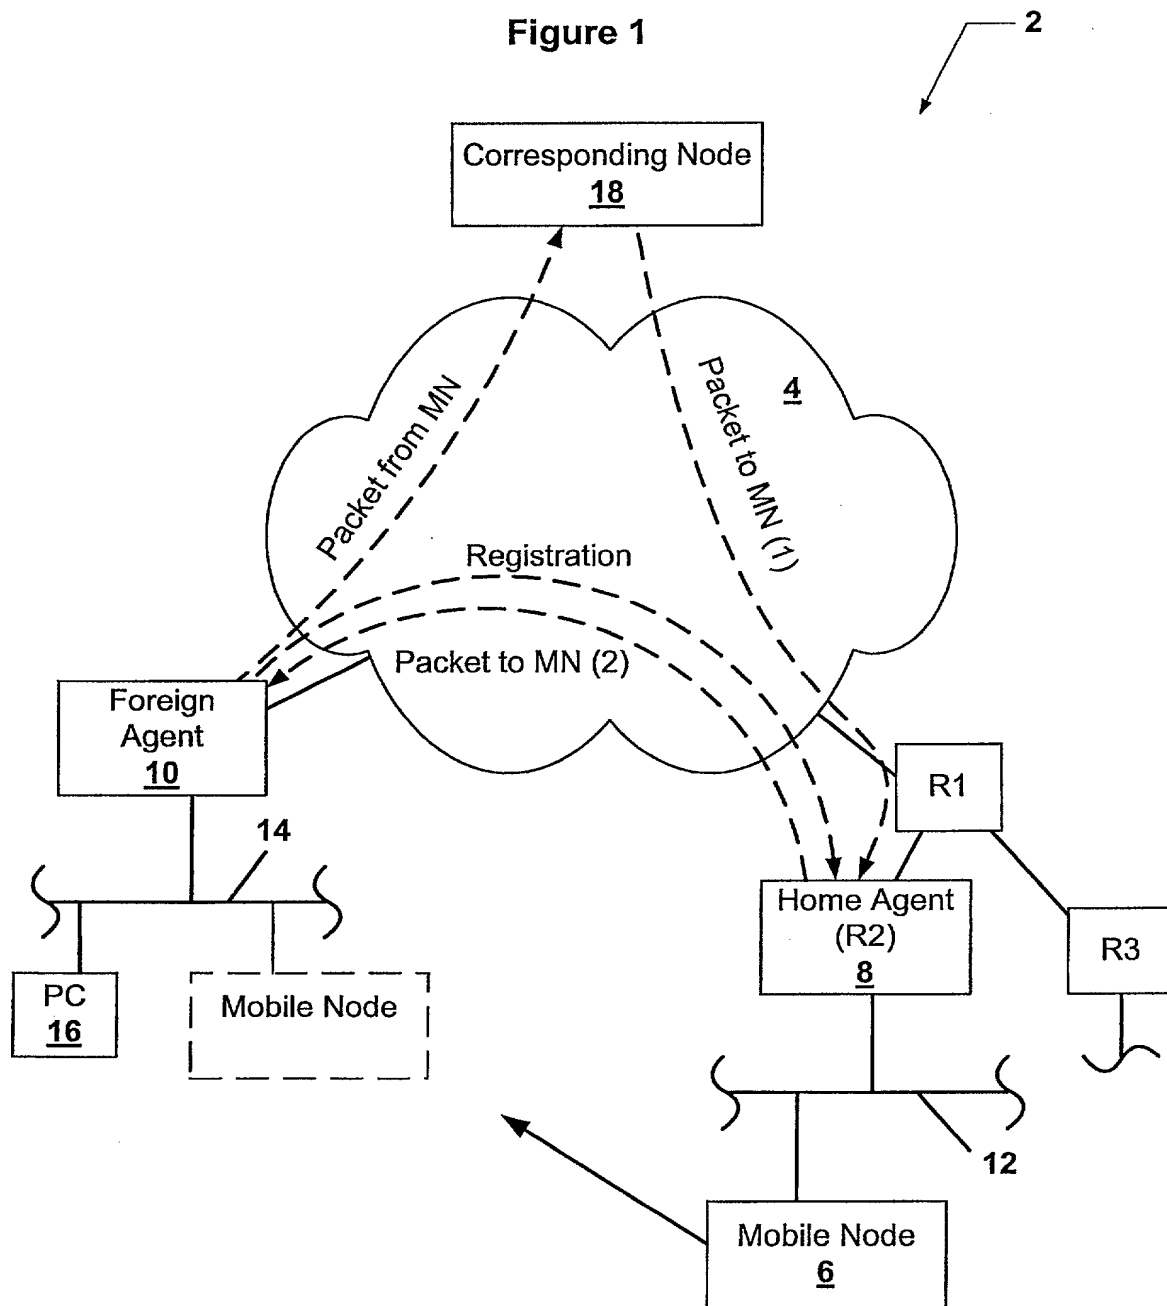 Figure 1
2
Corresponding Node
18
4
Packet from MN
Packet to MN (1)
Registration
Packet to MN (2)
Foreign
Agent
10
R1
14
Home Agent
(R2)
8
R3
PC
16
Mobile Node
12
Mobile Node
6